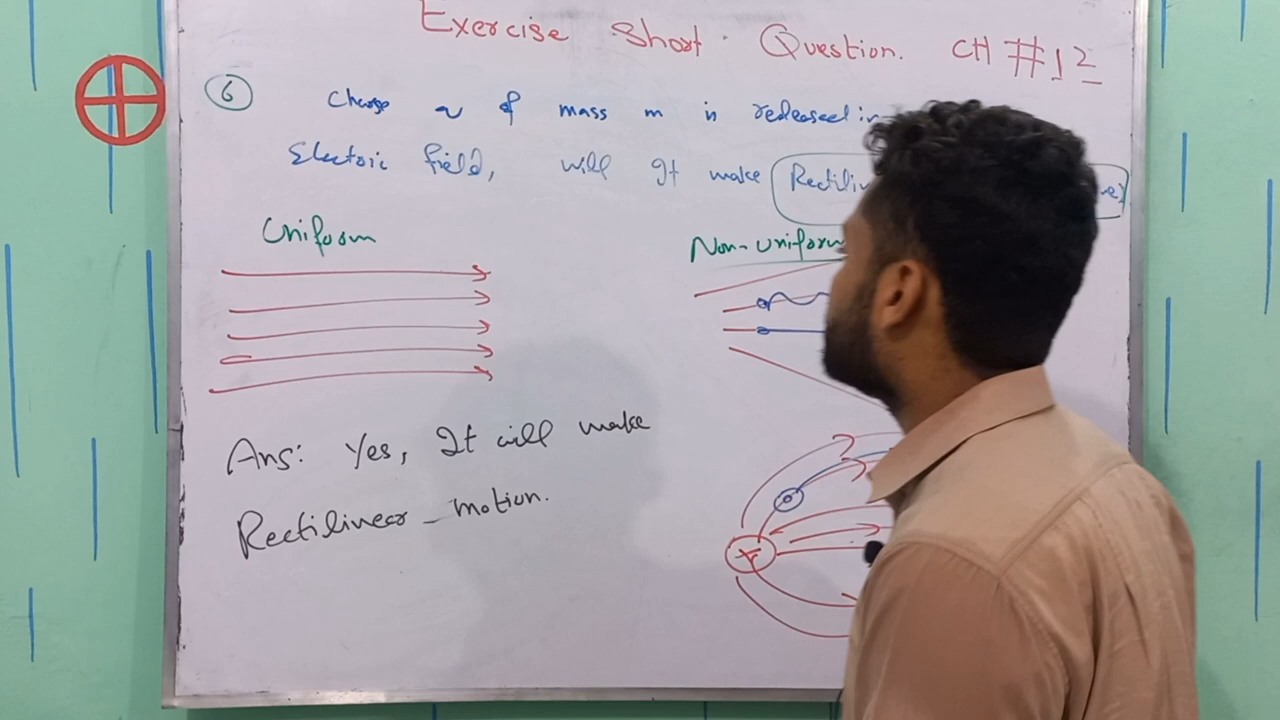 Exercise Short Question. CH #12
6 Charge q of mass m is released in
Electric field, will It make Rectilin
Uniform
Non-uniform
Ans: Yes, It will make
Rectilinear motion.